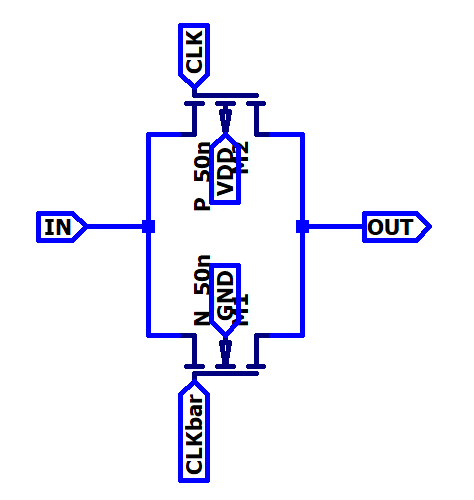 CLK
P_50n
VDD
M2
IN
OUT
N_50n
GND
M1
CLKbar